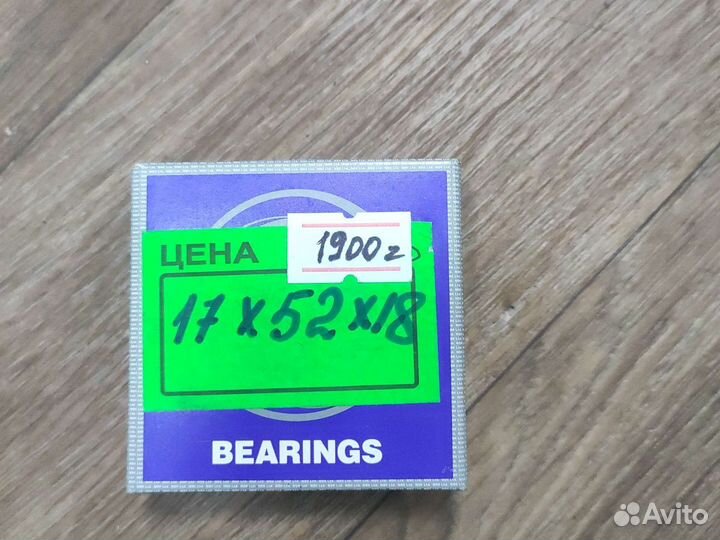 ЦЕНА
1900 г
17 х 52 х 18
BEARINGS
Avito